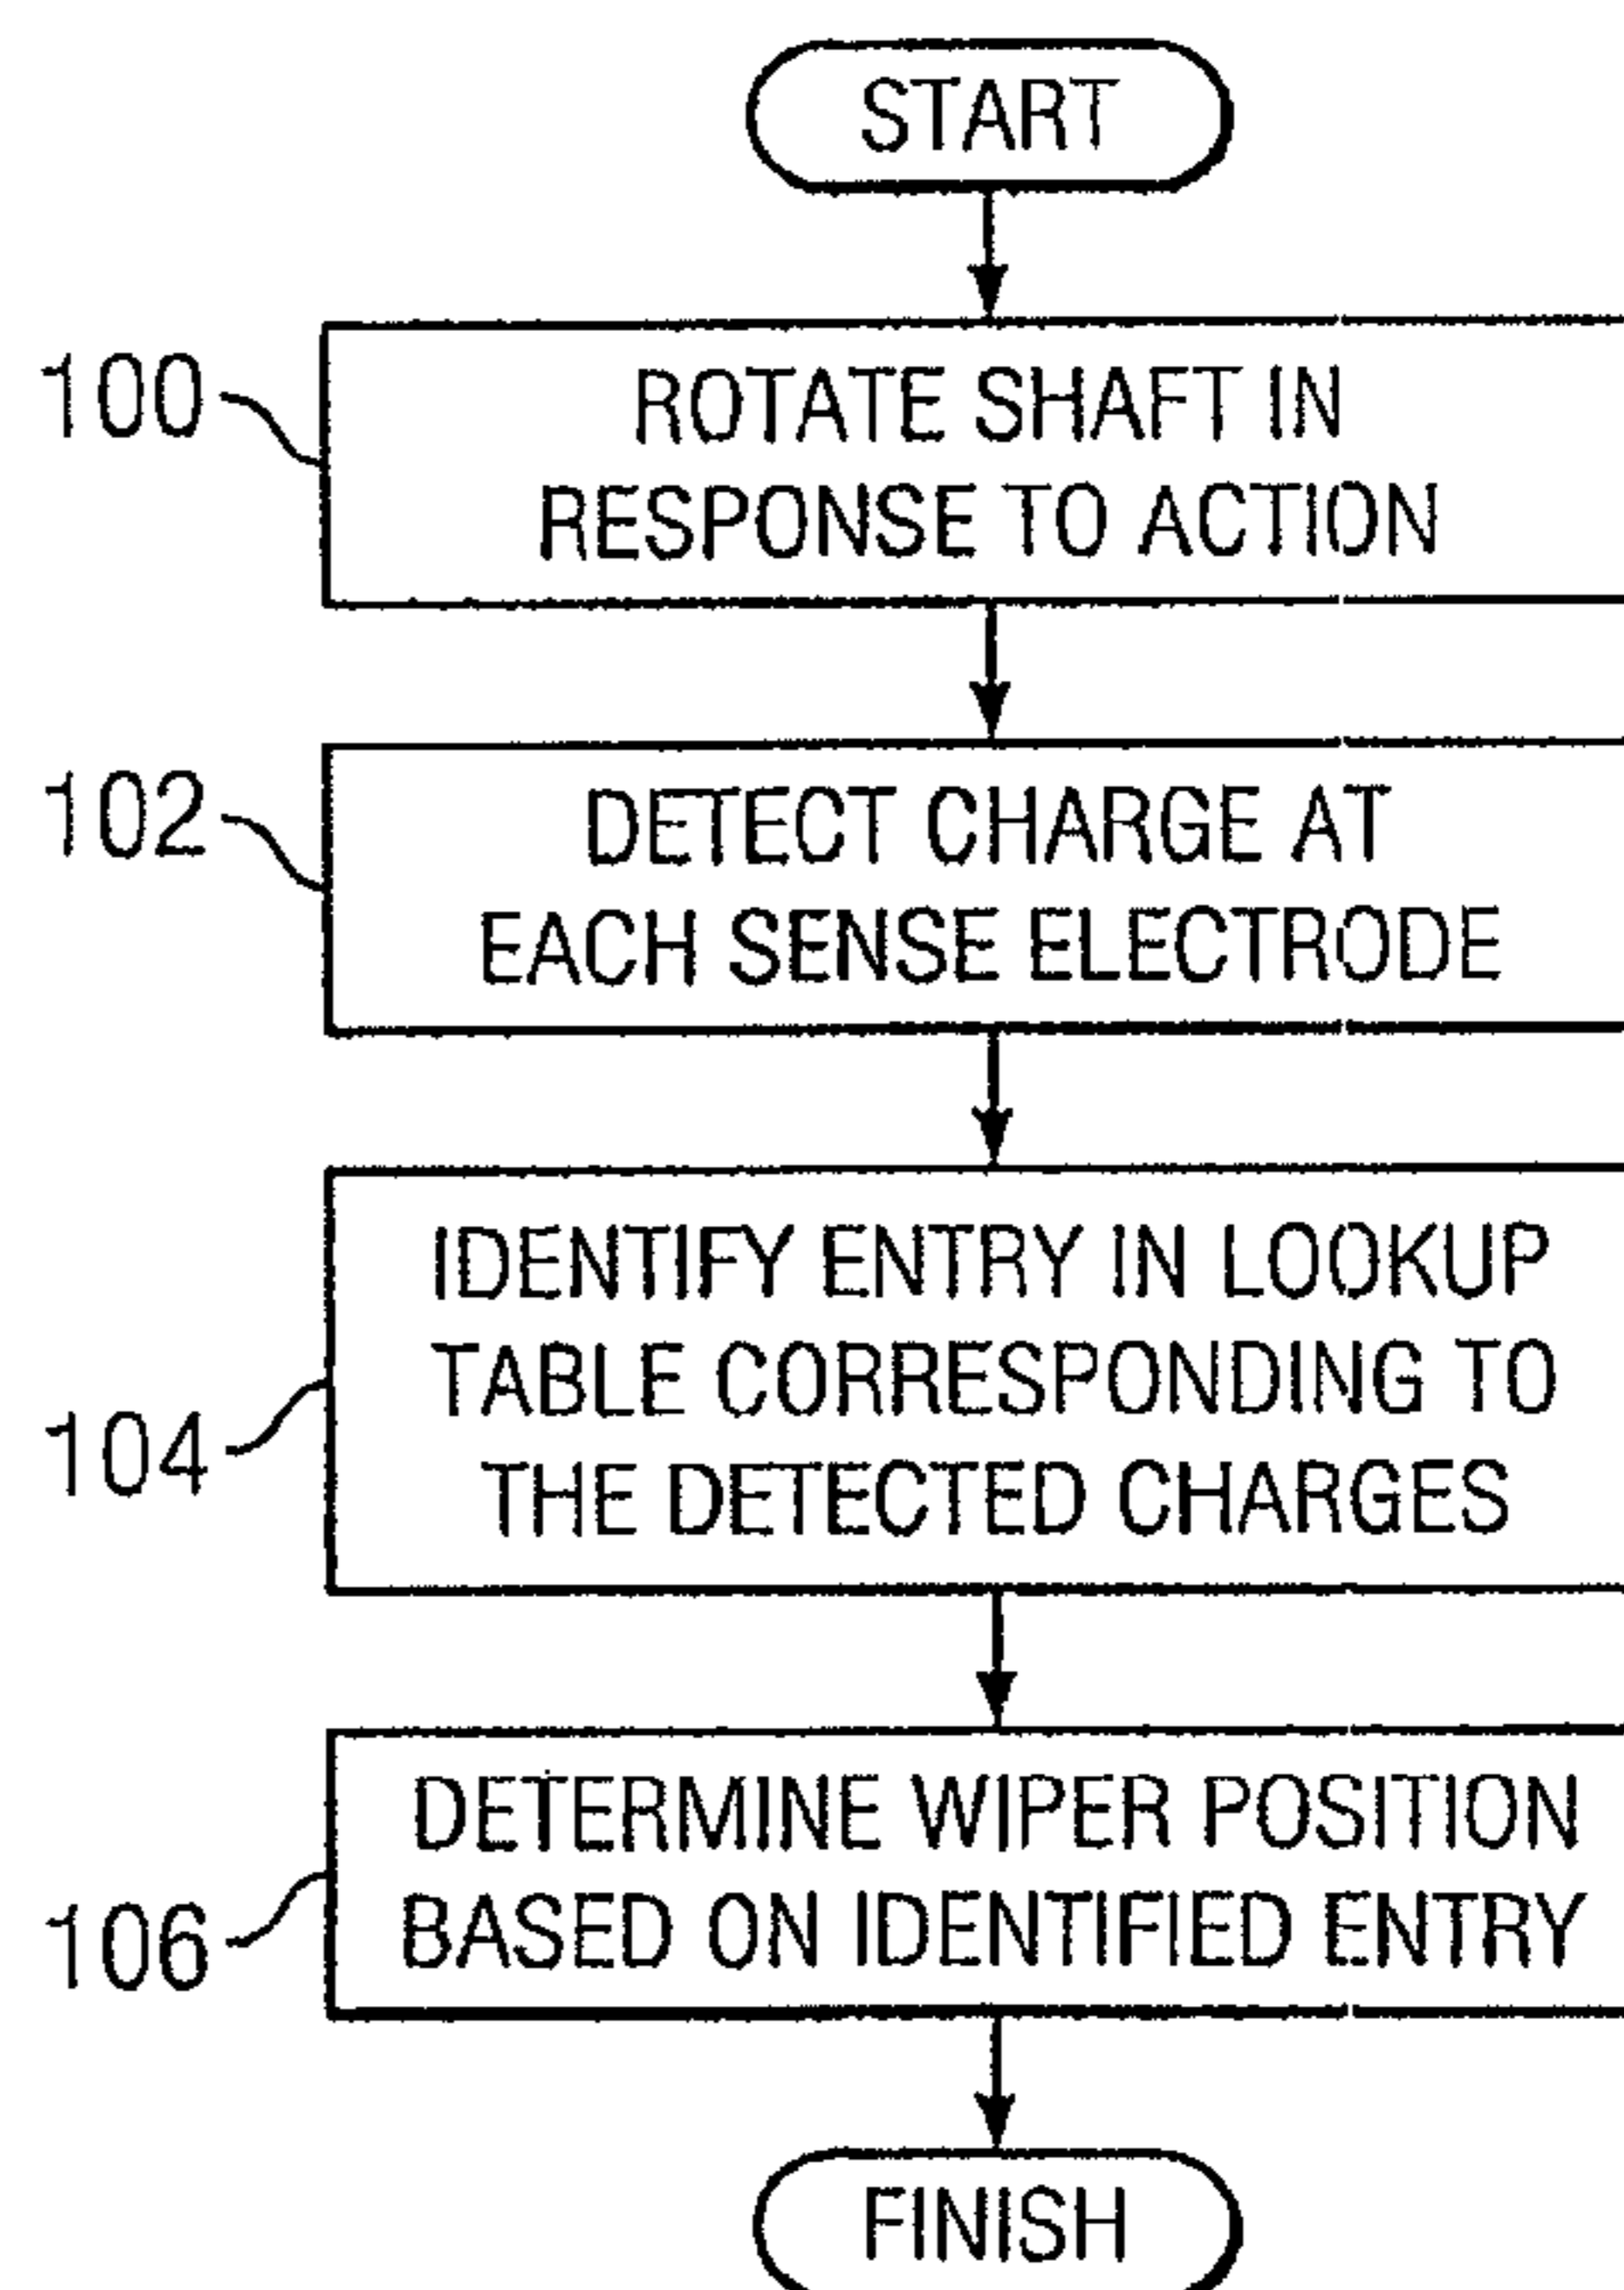 START
100
ROTATE SHAFT IN
RESPONSE TO ACTION
102
DETECT CHARGE AT
EACH SENSE ELECTRODE
104
IDENTIFY ENTRY IN LOOKUP
TABLE CORRESPONDING TO
THE DETECTED CHARGES
106
DETERMINE WIPER POSITION
BASED ON IDENTIFIED ENTRY
FINISH